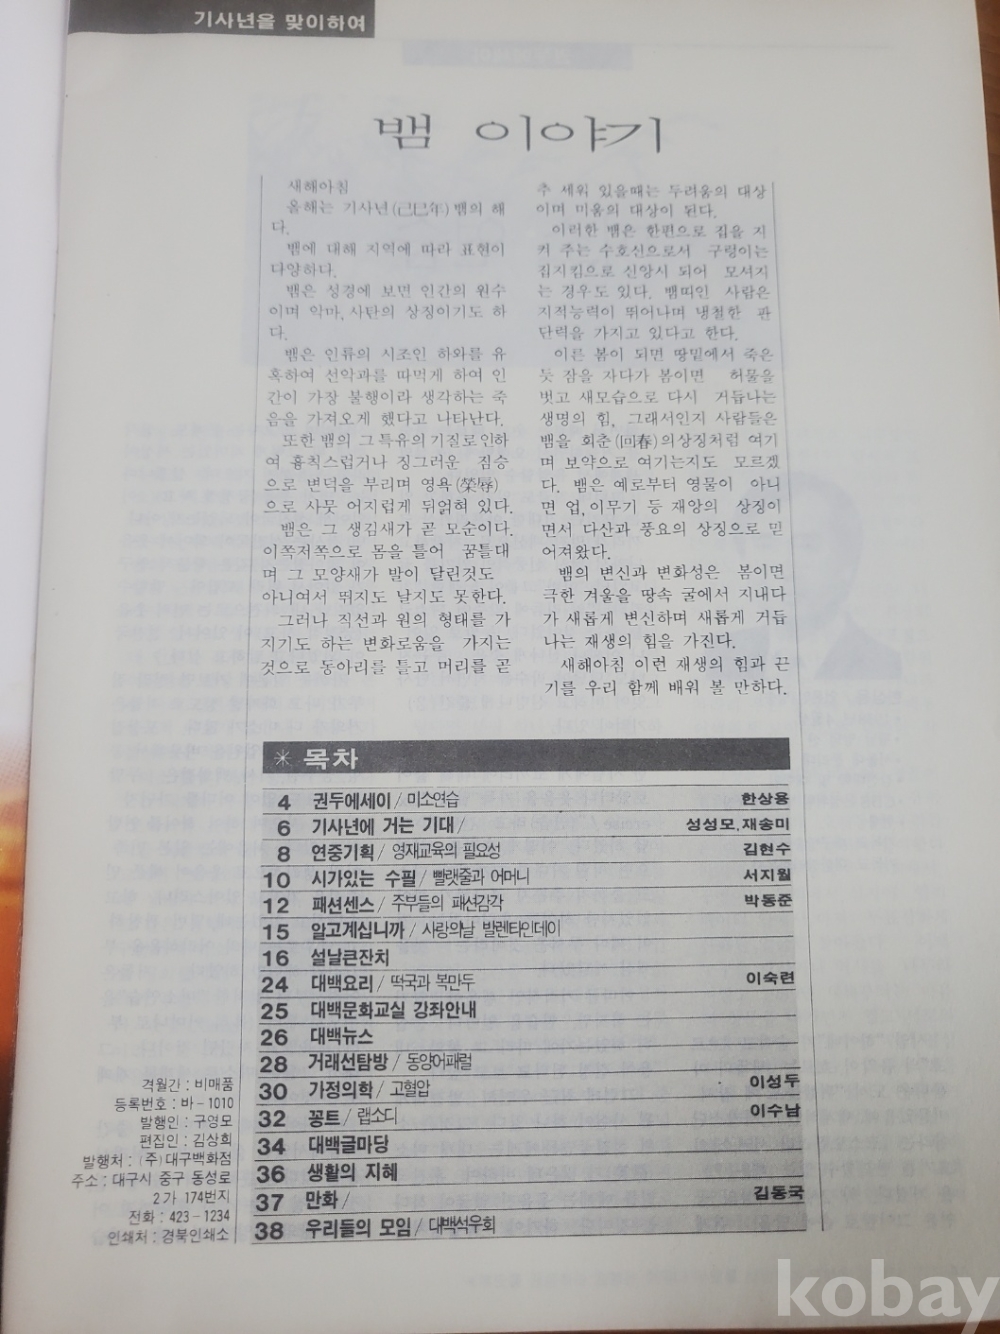 기사년을 맞이하여
뱀 이야기
새해아침
올해는 기사년(己巳年) 뱀의 해
다.
뱀에 대해 지역에 따라 표현이
다양하다.
뱀은 성경에 보면 인간의 원수
이며 악마, 사탄의 상징이기도 하
다.
뱀은 인류의 시조인 하와를 유
혹하여 선악과를 따먹게 하여 인
간이 가장 불행이라 생각하는 죽
음을 가져오게 했다고 나타난다.
또한 뱀의 그 특유의 기질로인하
여 흉칙스럽거나 징그러운 짐승
으로 변덕을 부리며 영욕(榮辱)
으로 사뭇 어지럽게 뒤얽혀 있다.
뱀은 그 생김새가 곧 모순이다.
이쪽저쪽으로 몸을 틀어 꿈틀대
며 그 모양새가 발이 달린것도
아니여서 뛰지도 날지도 못한다.
그러나 직선과 원의 형태를 가
지기도 하는 변화로움을 가지는
것으로 동아리를 틀고 머리를 곧
추 세워 있을때는 두려움의 대상
이며 미움의 대상이 된다.
이러한 뱀은 한편으로 집을 지
켜 주는 수호신으로서 구렁이는
집지킴으로 신앙시 되어 모셔지
는 경우도 있다. 뱀띠인 사람은
지적능력이 뛰어나며 냉철한 판
단력을 가지고 있다고 한다.
이른 봄이 되면 땅밑에서 죽은
듯 잠을 자다가 봄이면 허물을
벗고 새모습으로 다시 거듭나는
생명의 힘, 그래서인지 사람들은
뱀을 회춘(回春)의 상징처럼 여기
며 보약으로 여기는지도 모르겠
다. 뱀은 예로부터 영물이 아니
면 업, 이무기 등 재앙의 상징이
면서 다산과 풍요의 상징으로 믿
어져왔다.
뱀의 변신과 변화성은 봄이면
극한 겨울을 땅속 굴에서 지내다
가 새롭게 변신하며 새롭게 거듭
나는 재생의 힘을 가진다.
새해아침 이런 재생의 힘과 끈
기를 우리 함께 배워 볼 만하다.
✳ 목차
4 권두에세이 / 미소연습 한상용
6 기사년에 거는 기대 / 성성모, 재송미
8 연중기획 / 영재교육의 필요성 김현수
10 시가있는 수필 / 빨랫줄과 어머니 서지월
12 패션센스 / 주부들의 패션감각 박동준
15 알고계십니까 / 사랑의날 발렌타인데이
16 설날큰잔치
24 대백요리 / 떡국과 복만두 이숙련
25 대백문화교실 강좌안내
26 대백뉴스
28 거래선탐방 / 동양어패럴
30 가정의학 / 고혈압 이성두
32 꽁트 / 랩소디 이수남
34 대백글마당
36 생활의 지혜
37 만화 / 김동국
38 우리들의 모임 / 대백석우회
격월간 : 비매품
등록번호 : 바-1010
발행인 : 구영모
편집인 : 김상희
발행처 : (주)대구백화점
주소 : 대구시 중구 동성로
2가 174번지
전화 : 423-1234
인쇄처 : 경북인쇄소
kobay